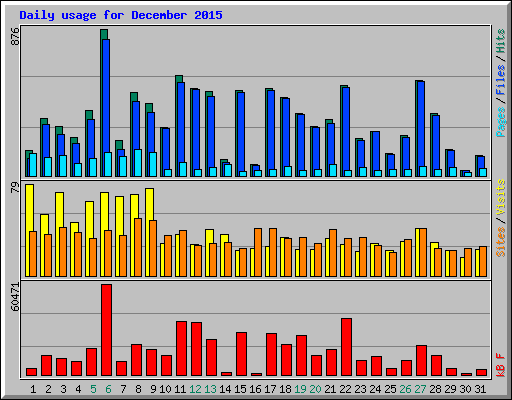 Daily usage for December 2015
876
Pages / Files / Hits
79
Sites / Visits
60471
kB F
1 2 3 4 5 6 7 8 9 10 11 12 13 14 15 16 17 18 19 20 21 22 23 24 25 26 27 28 29 30 31